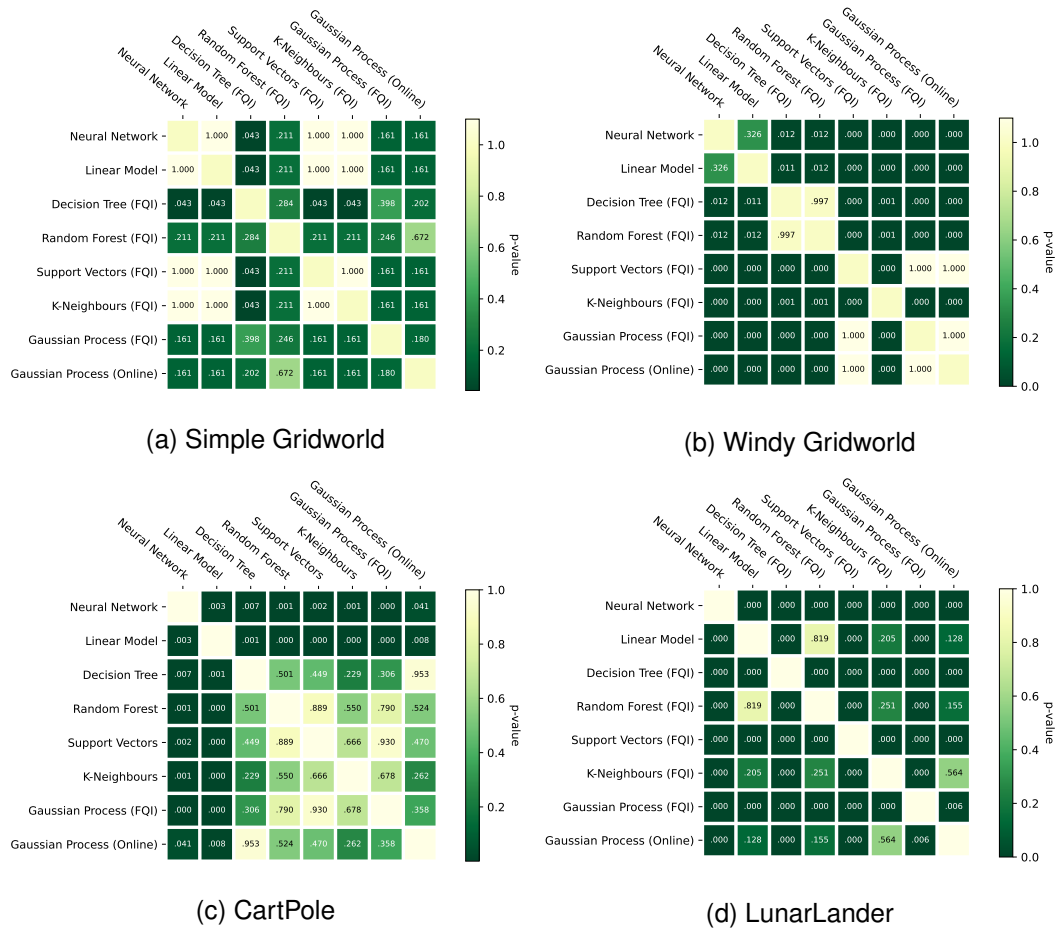 Neural Network
Linear Model
Decision Tree (FQI)
Random Forest (FQI)
Support Vectors (FQI)
K-Neighbours (FQI)
Gaussian Process (FQI)
Gaussian Process (Online)
Neural Network 1.000 .043 .211 1.000 1.000 .161 .161
Linear Model 1.000 .043 .211 1.000 1.000 .161 .161
Decision Tree (FQI) .043 .043 .284 .043 .043 .398 .202
Random Forest (FQI) .211 .211 .284 .211 .211 .246 .672
Support Vectors (FQI) 1.000 1.000 .043 .211 1.000 .161 .161
K-Neighbours (FQI) 1.000 1.000 .043 .211 1.000 .161 .161
Gaussian Process (FQI) .161 .161 .398 .246 .161 .161 .180
Gaussian Process (Online) .161 .161 .202 .672 .161 .161 .180
1.0
0.8
0.6
0.4
0.2
p-value
(a) Simple Gridworld
Neural Network
Linear Model
Decision Tree (FQI)
Random Forest (FQI)
Support Vectors (FQI)
K-Neighbours (FQI)
Gaussian Process (FQI)
Gaussian Process (Online)
Neural Network .326 .012 .012 .000 .000 .000 .000
Linear Model .326 .011 .012 .000 .000 .000 .000
Decision Tree (FQI) .012 .011 .997 .000 .001 .000 .000
Random Forest (FQI) .012 .012 .997 .000 .001 .000 .000
Support Vectors (FQI) .000 .000 .000 .000 .000 1.000 1.000
K-Neighbours (FQI) .000 .000 .001 .001 .000 .000 .000
Gaussian Process (FQI) .000 .000 .000 .000 1.000 .000 1.000
Gaussian Process (Online) .000 .000 .000 .000 1.000 .000 1.000
1.0
0.8
0.6
0.4
0.2
0.0
p-value
(b) Windy Gridworld
Neural Network
Linear Model
Decision Tree
Random Forest
Support Vectors
K-Neighbours
Gaussian Process (FQI)
Gaussian Process (Online)
Neural Network .003 .007 .001 .002 .001 .000 .041
Linear Model .003 .001 .000 .000 .000 .000 .008
Decision Tree .007 .001 .501 .449 .229 .306 .953
Random Forest .001 .000 .501 .889 .550 .790 .524
Support Vectors .002 .000 .449 .889 .666 .930 .470
K-Neighbours .001 .000 .229 .550 .666 .678 .262
Gaussian Process (FQI) .000 .000 .306 .790 .930 .678 .358
Gaussian Process (Online) .041 .008 .953 .524 .470 .262 .358
1.0
0.8
0.6
0.4
0.2
p-value
(c) CartPole
Neural Network
Linear Model
Decision Tree (FQI)
Random Forest (FQI)
Support Vectors (FQI)
K-Neighbours (FQI)
Gaussian Process (FQI)
Gaussian Process (Online)
Neural Network .000 .000 .000 .000 .000 .000 .000
Linear Model .000 .000 .819 .000 .205 .000 .128
Decision Tree (FQI) .000 .000 .000 .000 .000 .000 .000
Random Forest (FQI) .000 .819 .000 .000 .251 .000 .155
Support Vectors (FQI) .000 .000 .000 .000 .000 .000 .000
K-Neighbours (FQI) .000 .205 .000 .251 .000 .000 .564
Gaussian Process (FQI) .000 .000 .000 .000 .000 .000 .006
Gaussian Process (Online) .000 .128 .000 .155 .000 .564 .006
1.0
0.8
0.6
0.4
0.2
0.0
p-value
(d) LunarLander